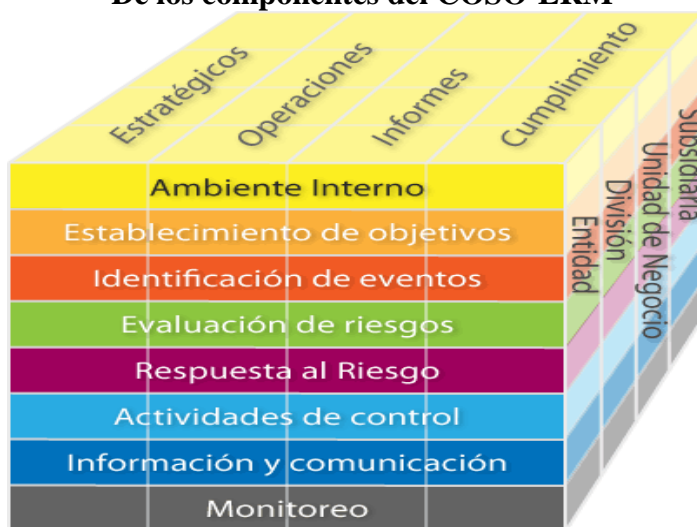 De los componentes del COSO-ERM
Estratégicos
Operaciones
Informes
Cumplimiento
Ambiente Interno
Establecimiento de objetivos
Identificación de eventos
Evaluación de riesgos
Respuesta al Riesgo
Actividades de control
Información y comunicación
Monitoreo
Entidad
División
Unidad de Negocio
Subsidiaria